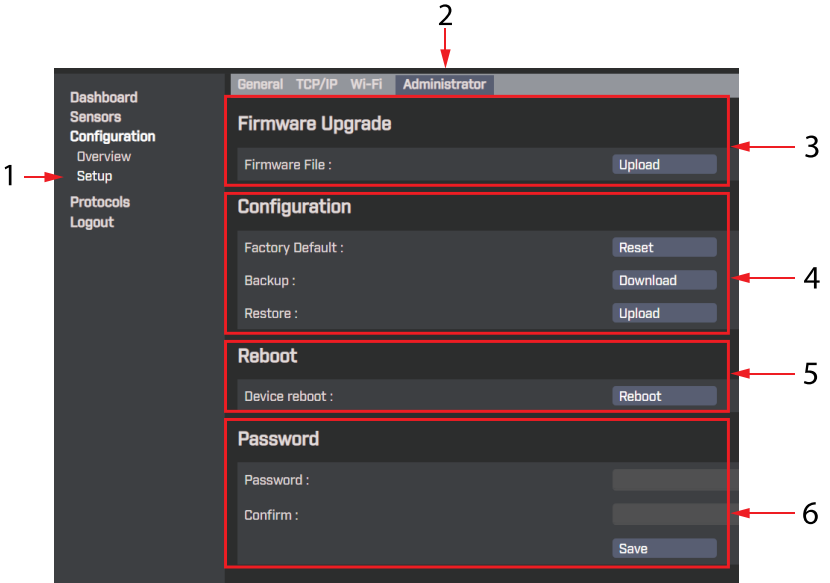 2
General TCP/IP Wi-Fi Administrator
Dashboard
Sensors
Configuration
Overview
1
Setup
Protocols
Logout
Firmware Upgrade
3
Firmware File : Upload
Configuration
Factory Default : Reset
Backup : Download
4
Restore : Upload
Reboot
5
Device reboot : Reboot
Password
Password :
Confirm :
6
Save